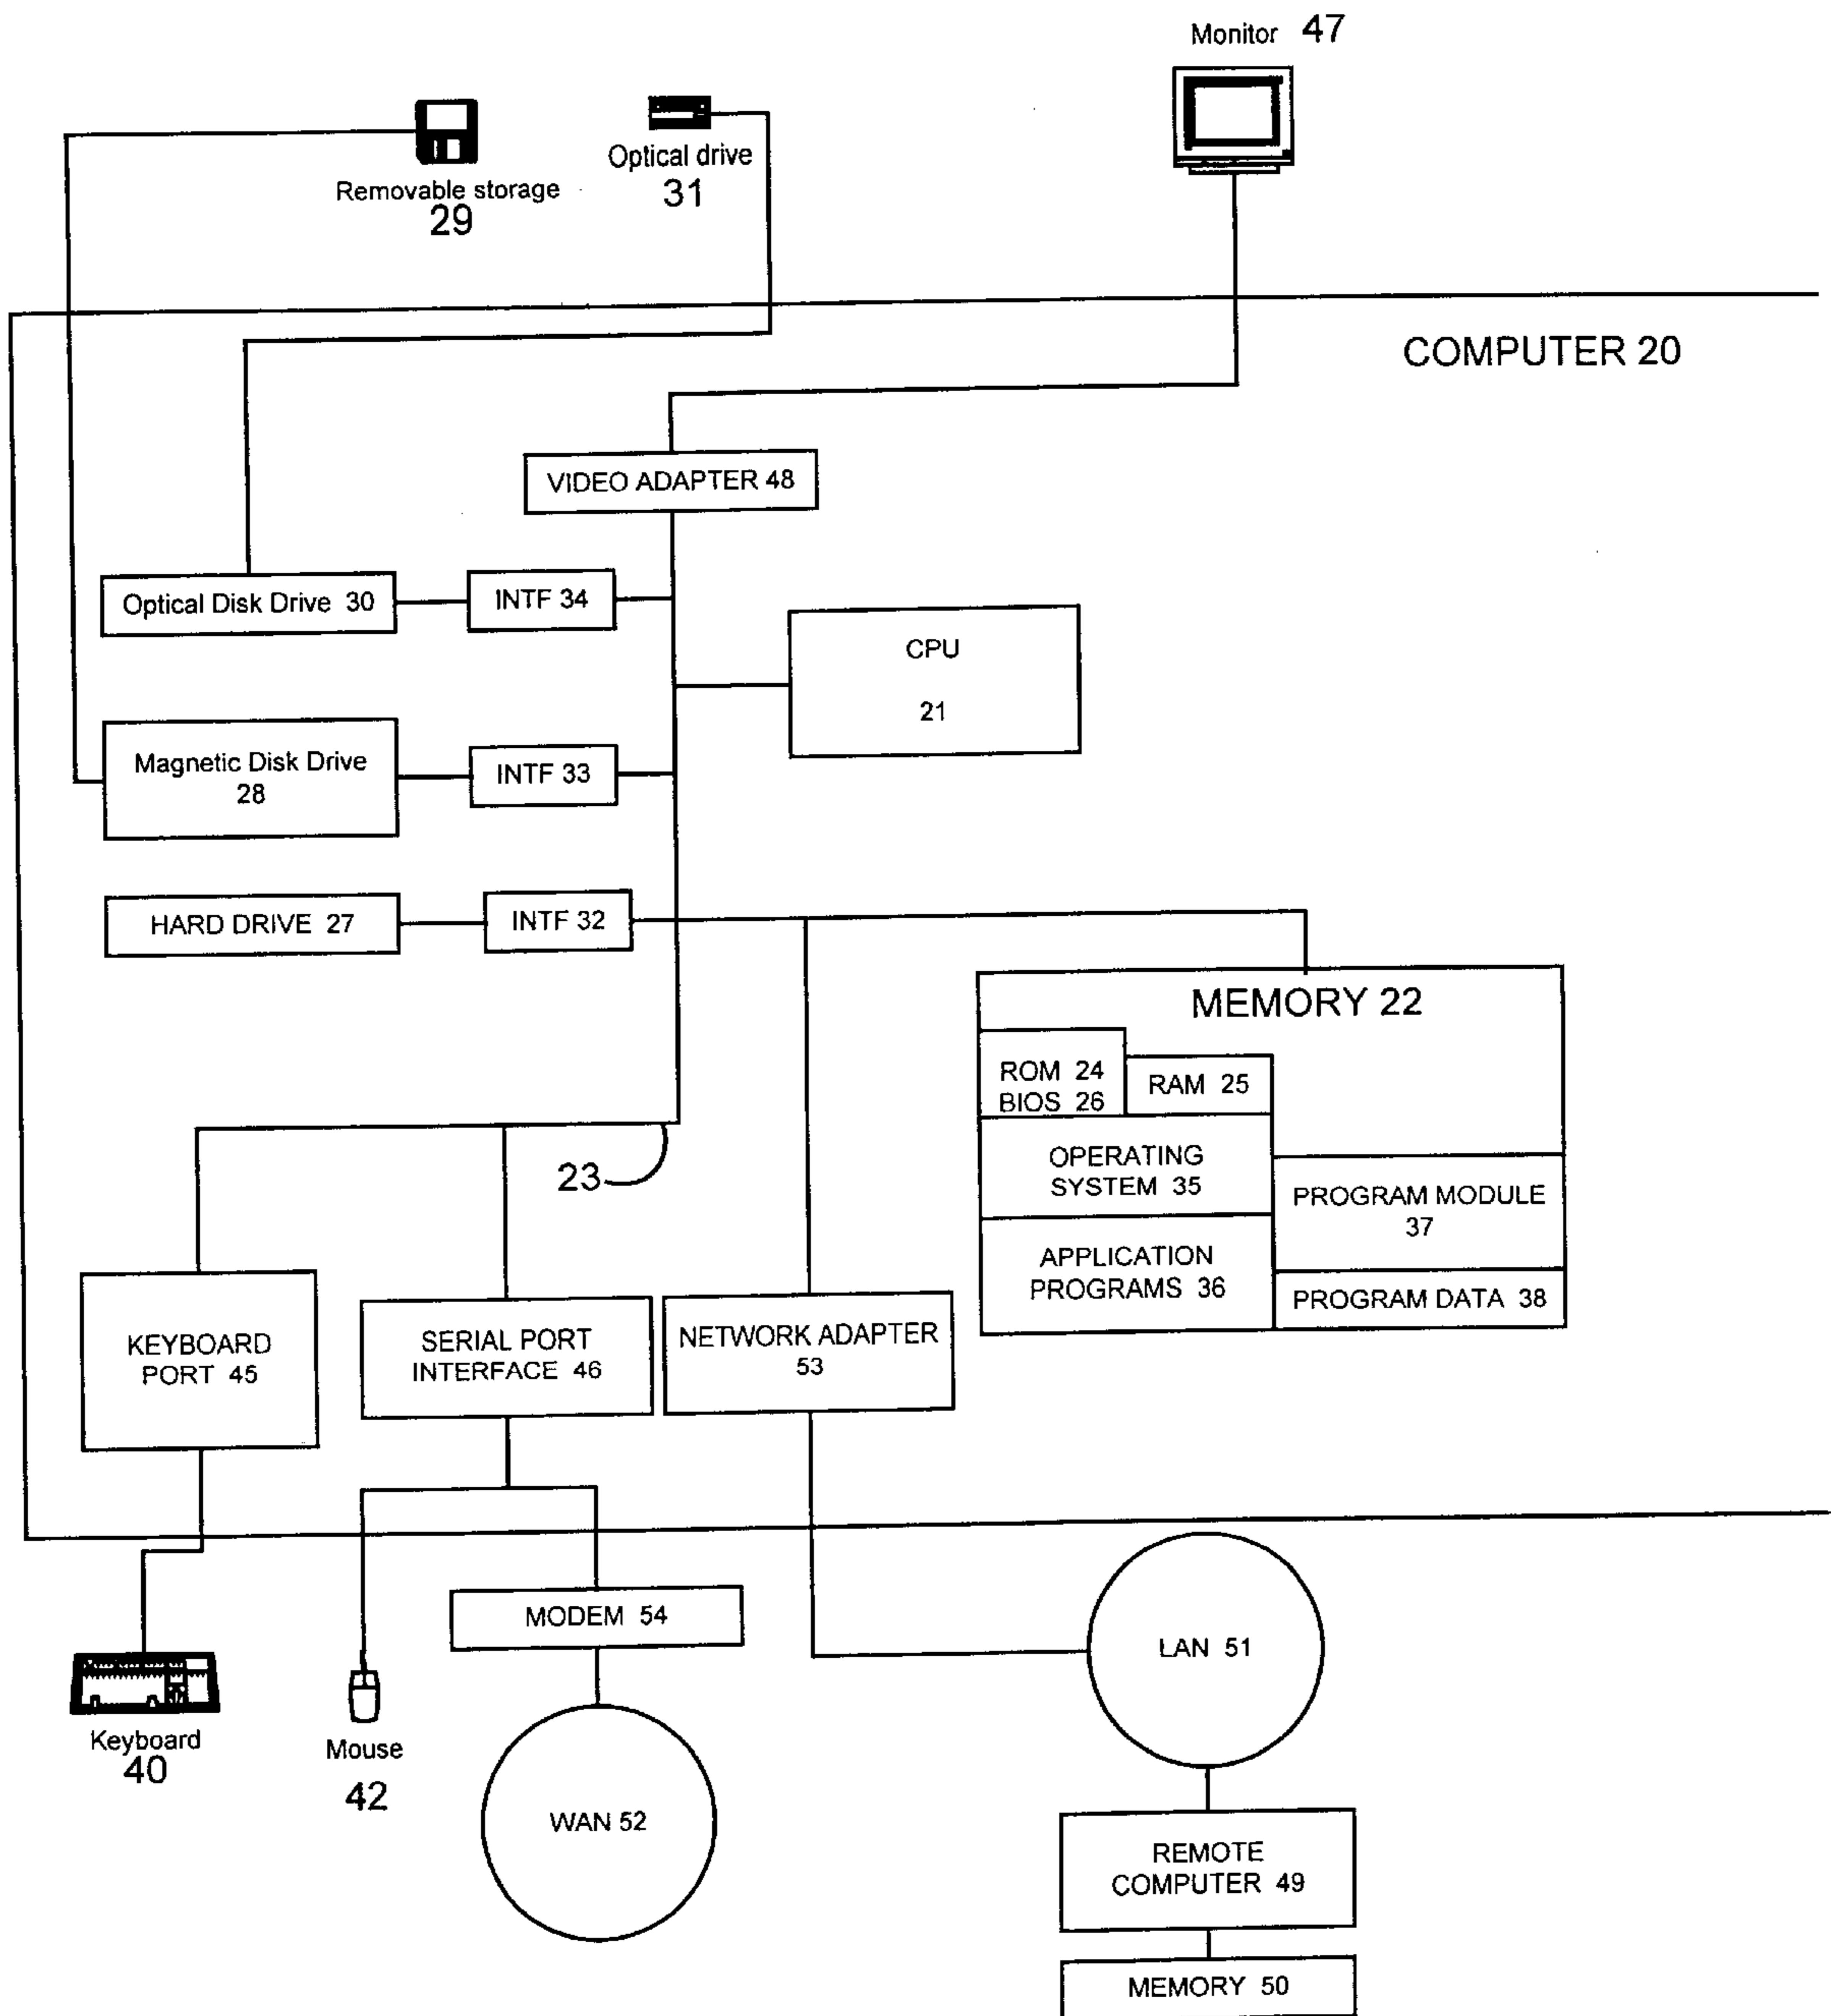 Monitor 47
Optical drive
31
Removable storage
29
COMPUTER 20
VIDEO ADAPTER 48
Optical Disk Drive 30
INTF 34
CPU
21
Magnetic Disk Drive
28
INTF 33
HARD DRIVE 27
INTF 32
MEMORY 22
ROM 24
BIOS 26
RAM 25
OPERATING
SYSTEM 35
PROGRAM MODULE
37
APPLICATION
PROGRAMS 36
PROGRAM DATA 38
23
KEYBOARD
PORT 45
SERIAL PORT
INTERFACE 46
NETWORK ADAPTER
53
MODEM 54
LAN 51
Keyboard
40
Mouse
42
WAN 52
REMOTE
COMPUTER 49
MEMORY 50